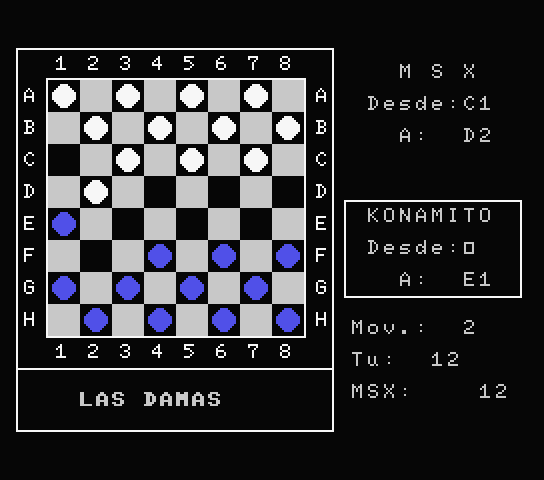 1 2 3 4 5 6 7 8
A A
B B
C C
D D
E E
F F
G G
H H
1 2 3 4 5 6 7 8
LAS DAMAS
M S X
Desde:C1
A: D2
KONAMITO
Desde:
A: E1
Mov.: 2
Tu: 12
MSX: 12